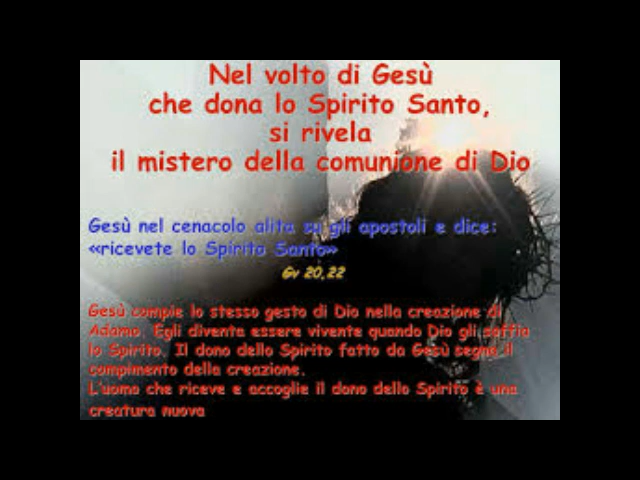 Nel volto di Gesù
che dona lo Spirito Santo,
si rivela
il mistero della comunione di Dio
Gesù nel cenacolo alita su gli apostoli e dice:
«ricevete lo Spirito Santo»
Gv 20,22
Gesù compie lo stesso gesto di Dio nella creazione di
Adamo. Egli diventa essere vivente quando Dio gli soffia
lo Spirito. Il dono dello Spirito fatto da Gesù segna il
compimento della creazione.
L'uomo che riceve e accoglie il dono dello Spirito è una
creatura nuova